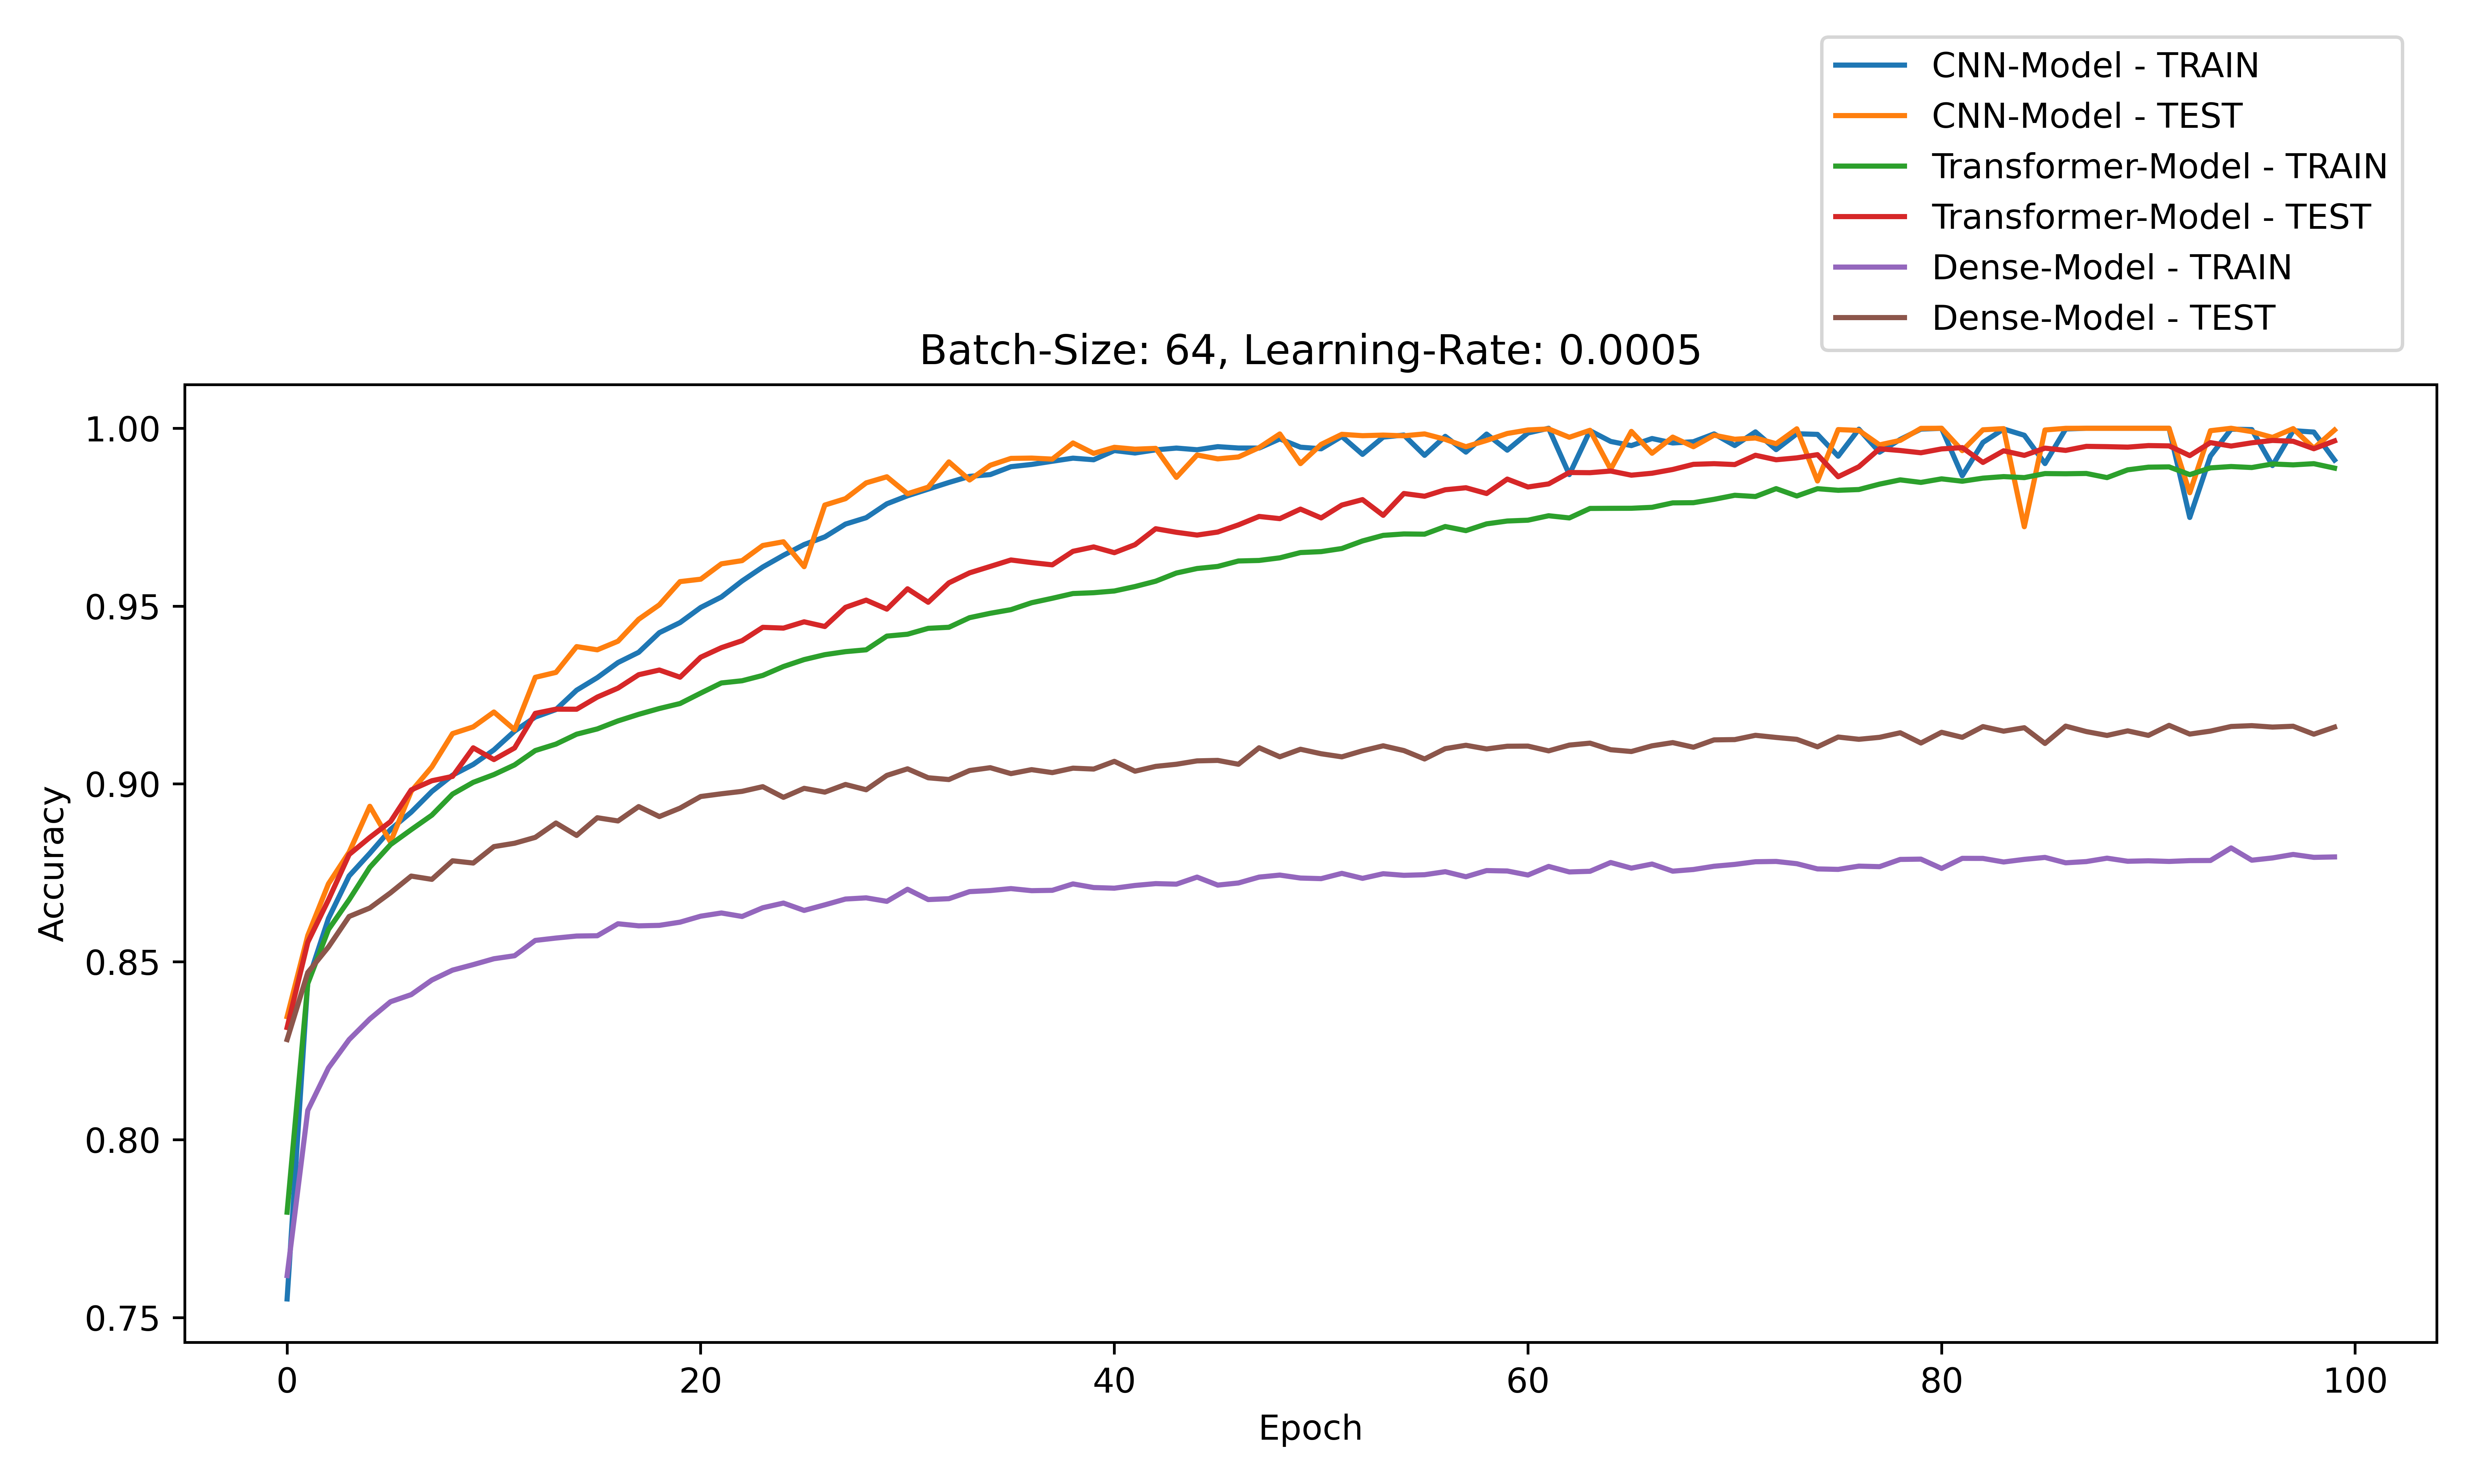 CNN-Model - TRAIN
CNN-Model - TEST
Transformer-Model - TRAIN
Transformer-Model - TEST
Dense-Model - TRAIN
Dense-Model - TEST
Batch-Size: 64, Learning-Rate: 0.0005
1.00
0.95
0.90
0.85
0.80
0.75
Accuracy
0 20 40 60 80 100
Epoch